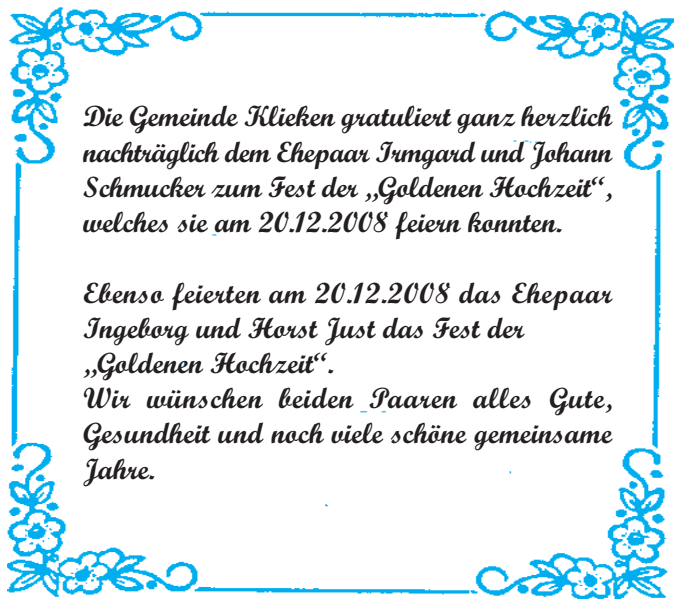 Die Gemeinde Klieken gratuliert ganz herzlich
nachträglich dem Ehepaar Irmgard und Johann
Schmucker zum Fest der „Goldenen Hochzeit“,
welches sie am 20.12.2008 feiern konnten.
Ebenso feierten am 20.12.2008 das Ehepaar
Ingeborg und Horst Just das Fest der
„Goldenen Hochzeit“.
Wir wünschen beiden Paaren alles Gute,
Gesundheit und noch viele schöne gemeinsame
Jahre.